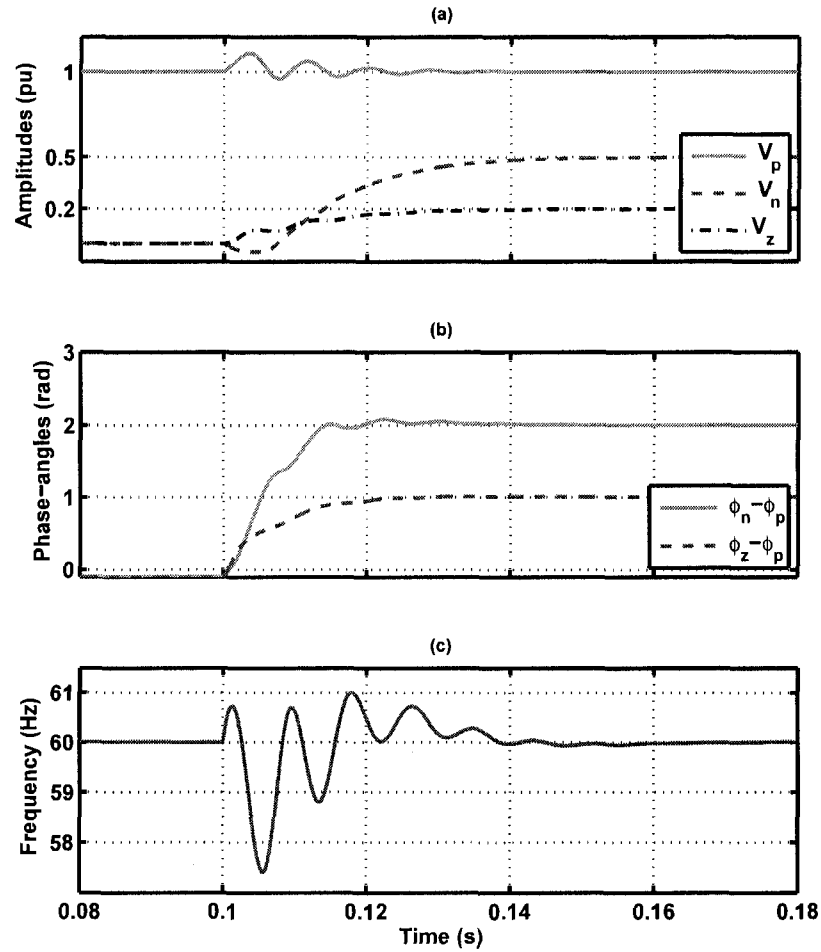 (a)
Amplitudes (pu)
1
0.5
0.2
V_p
V_n
V_z
(b)
Phase-angles (rad)
3
2
1
0
ϕ_n-ϕ_p
ϕ_z-ϕ_p
(c)
Frequency (Hz)
61
60
59
58
0.08
0.1
0.12
0.14
0.16
0.18
Time (s)